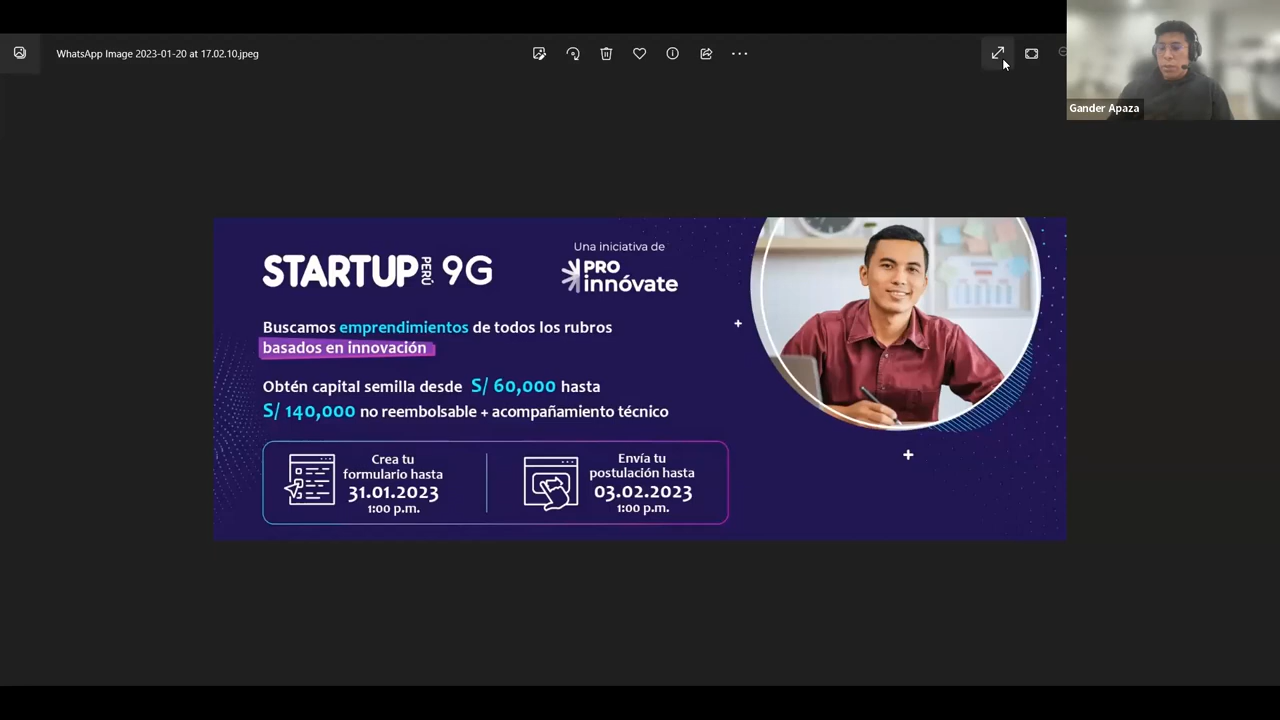 WhatsApp Image 2023-01-20 at 17.02.10.jpeg
Gander Apaza
STARTUP PERÚ 9G
Una iniciativa de
PRO
innóvate
Buscamos emprendimientos de todos los rubros
basados en innovación
Obtén capital semilla desde S/ 60,000 hasta
S/ 140,000 no reembolsable + acompañamiento técnico
Crea tu
formulario hasta
31.01.2023
1:00 p.m.
Envía tu
postulación hasta
03.02.2023
1:00 p.m.